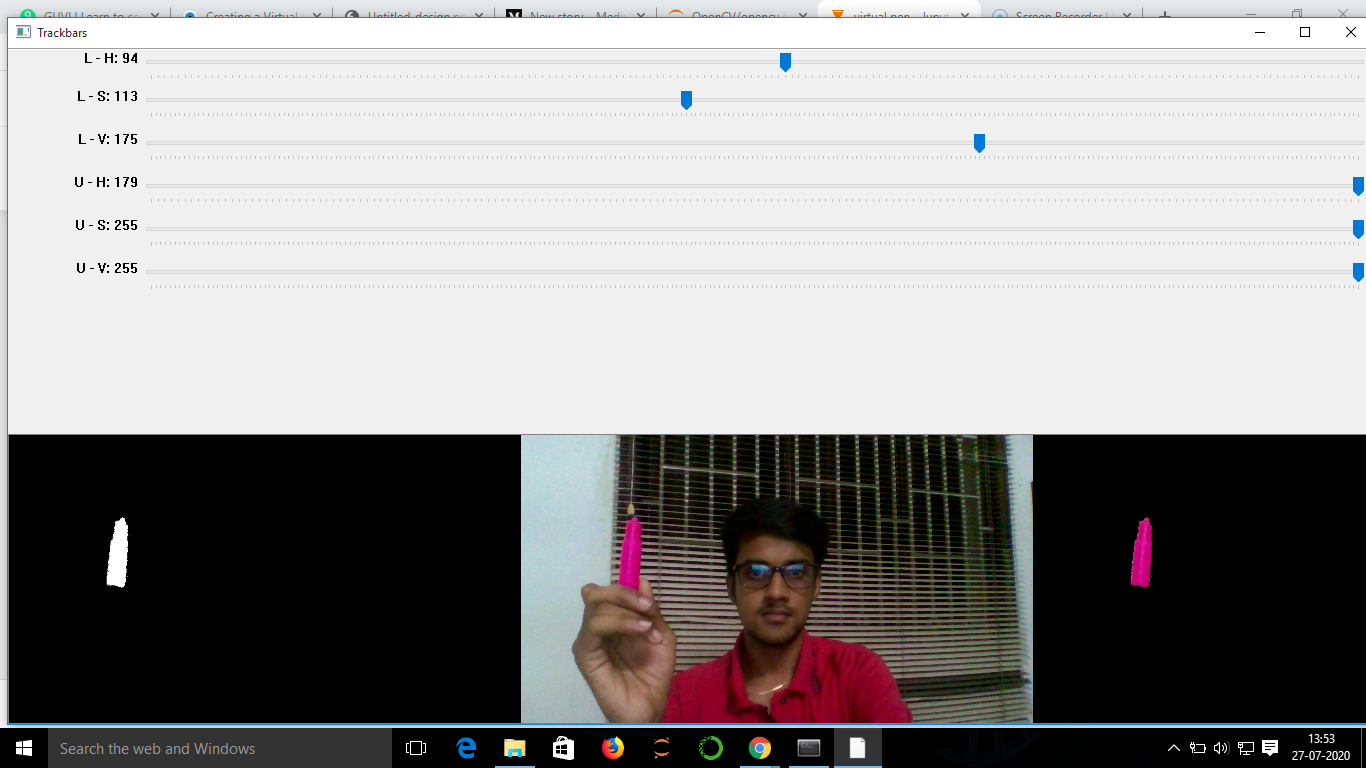 GUVI | Learn to co
Creating a Virtual
Untitled design
New story – Medi
OpenCV/opencv
virtual pen - Jupyt
Screen Recorder
Trackbars
L - H: 94
L - S: 113
L - V: 175
U - H: 179
U - S: 255
U - V: 255
Search the web and Windows
13:53
27-07-2020